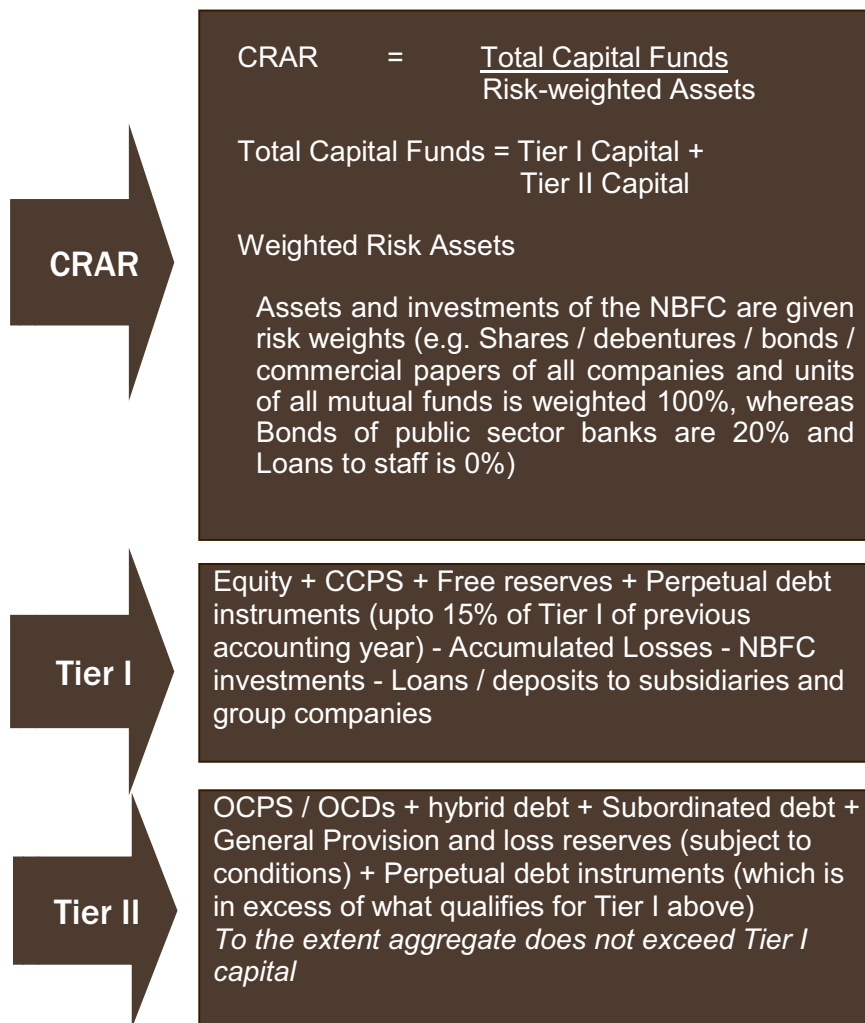 CRAR = Total Capital Funds
Risk-weighted Assets
Total Capital Funds = Tier I Capital +
Tier II Capital
CRAR
Weighted Risk Assets
Assets and investments of the NBFC are given
risk weights (e.g. Shares / debentures / bonds /
commercial papers of all companies and units
of all mutual funds is weighted 100%, whereas
Bonds of public sector banks are 20% and
Loans to staff is 0%)
Tier I
Equity + CCPS + Free reserves + Perpetual debt
instruments (upto 15% of Tier I of previous
accounting year) - Accumulated Losses - NBFC
investments - Loans / deposits to subsidiaries and
group companies
Tier II
OCPS / OCDs + hybrid debt + Subordinated debt +
General Provision and loss reserves (subject to
conditions) + Perpetual debt instruments (which is
in excess of what qualifies for Tier I above)
To the extent aggregate does not exceed Tier I
capital